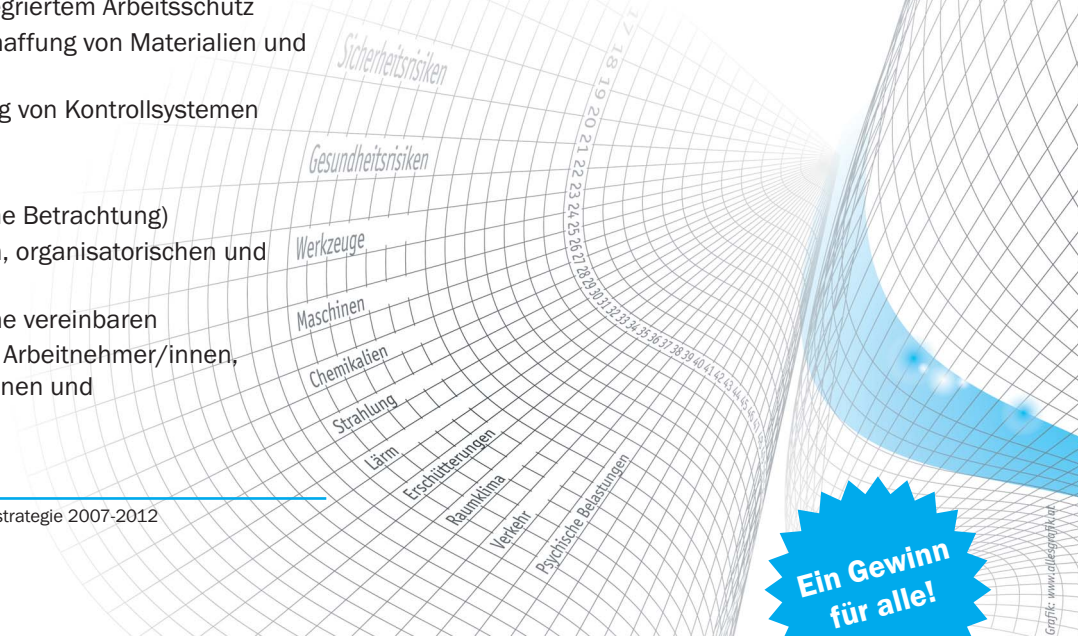 griertem Arbeitsschutz
haffung von Materialien und
g von Kontrollsystemen
ne Betrachtung)
n, organisatorischen und
ne vereinbaren
Arbeitnehmer/innen,
nen und
strategie 2007-2012
Sicherheitsrisiken
Gesundheitsrisiken
Werkzeuge
Maschinen
Chemikalien
Strahlung
Lärm
Erschütterungen
Raumklima
Verkehr
Psychische Belastungen
17 18 19 20 21 22 23 24 25 26 27 28 29 30 31 32 33 34 35 36 37 38 39 40 41 42 43 44 45 46
Ein Gewinn
für alle!
Grafik: www.allesgrafik.at